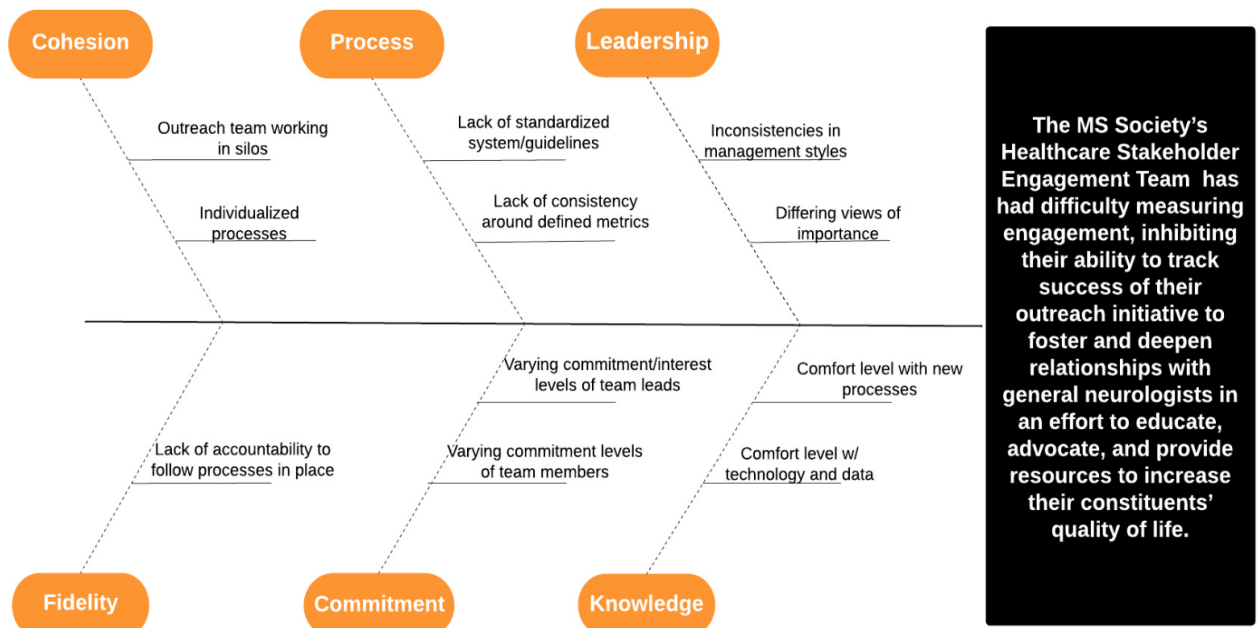 Cohesion
Process
Leadership
Outreach team working
in silos
Individualized
processes
Lack of standardized
system/guidelines
Lack of consistency
around defined metrics
Inconsistencies in
management styles
Differing views of
importance
Lack of accountability to
follow processes in place
Varying commitment/interest
levels of team leads
Varying commitment levels
of team members
Comfort level with new
processes
Comfort level w/
technology and data
Fidelity
Commitment
Knowledge
The MS Society’s
Healthcare Stakeholder
Engagement Team has
had difficulty measuring
engagement, inhibiting
their ability to track
success of their
outreach initiative to
foster and deepen
relationships with
general neurologists in
an effort to educate,
advocate, and provide
resources to increase
their constituents’
quality of life.